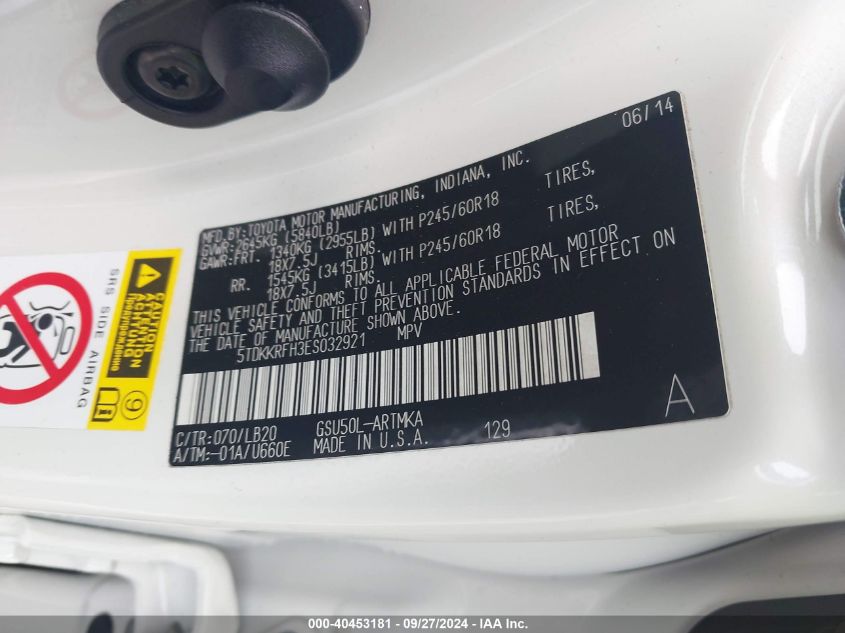 06/14
MFD.BY:TOYOTA MOTOR MANUFACTURING, INDIANA, INC.
GVWR:2645KG (5840LB)
GAWR:FRT. 1340KG (2955LB) WITH P245/60R18 TIRES,
18X7.5J RIMS.
RR. 1545KG (3415LB) WITH P245/60R18 TIRES,
18X7.5J RIMS.
THIS VEHICLE CONFORMS TO ALL APPLICABLE FEDERAL MOTOR
VEHICLE SAFETY AND THEFT PREVENTION STANDARDS IN EFFECT ON
THE DATE OF MANUFACTURE SHOWN ABOVE.
5TDKKRFH3ES032921 MPV
C/TR:070/LB20 GSU50L-ARTMKA 129
A/TM:-01A/U660E MADE IN U.S.A.
A
SRS SIDE AIRBAG
CAUTION
ATTENTION
ACHTUNG
Предупреждение
9
000-40453181 - 09/27/2024 - IAA Inc.